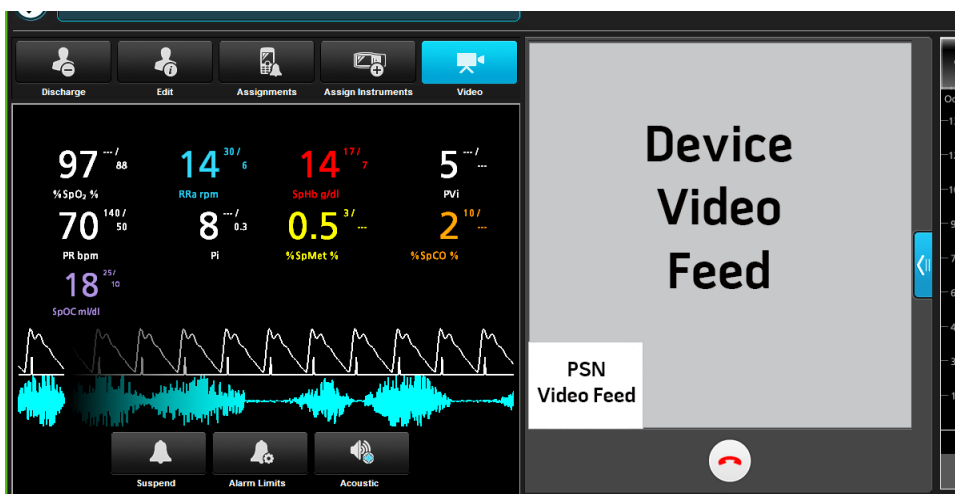 Discharge Edit Assignments Assign Instruments Video
97 ---/ 88 14 30/ 6 14 17/ 7 5 ---/ ---
%SpO₂ % RRa rpm SpHb g/dl PVi
70 140/ 50 8 ---/ 0.3 0.5 3/ --- 2 10/ ---
PR bpm Pi %SpMet % %SpCO %
18 25/ 10
SpOC ml/dl
Suspend Alarm Limits Acoustic
Device
Video
Feed
PSN
Video Feed